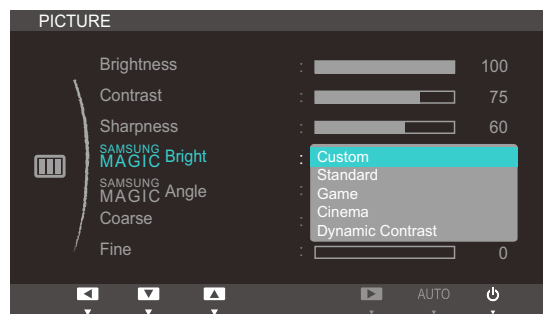 PICTURE
Brightness : 100
Contrast : 75
Sharpness : 60
SAMSUNG MAGIC Bright : Custom
Standard
Game
SAMSUNG MAGIC Angle :
Cinema
Coarse :
Dynamic Contrast
Fine : 0
AUTO